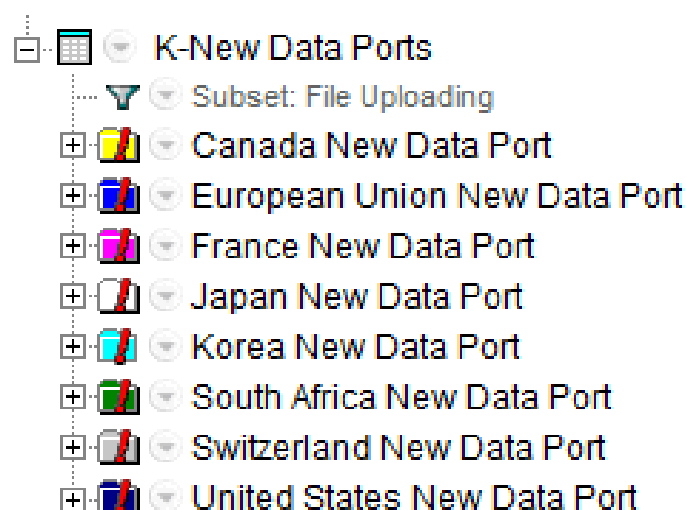 K-New Data Ports
Subset: File Uploading
Canada New Data Port
European Union New Data Port
France New Data Port
Japan New Data Port
Korea New Data Port
South Africa New Data Port
Switzerland New Data Port
United States New Data Port